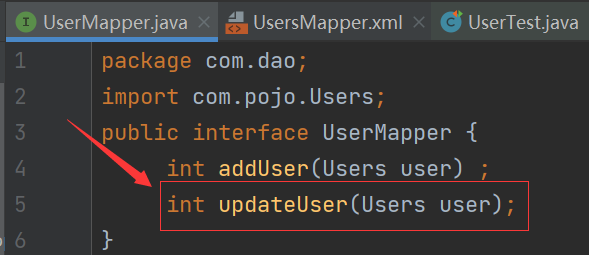 UserMapper.java × UsersMapper.xml × UserTest.java
1 package com.dao;
2 import com.pojo.Users;
3 public interface UserMapper {
4 int addUser(Users user) ;
5 int updateUser(Users user);
6 }